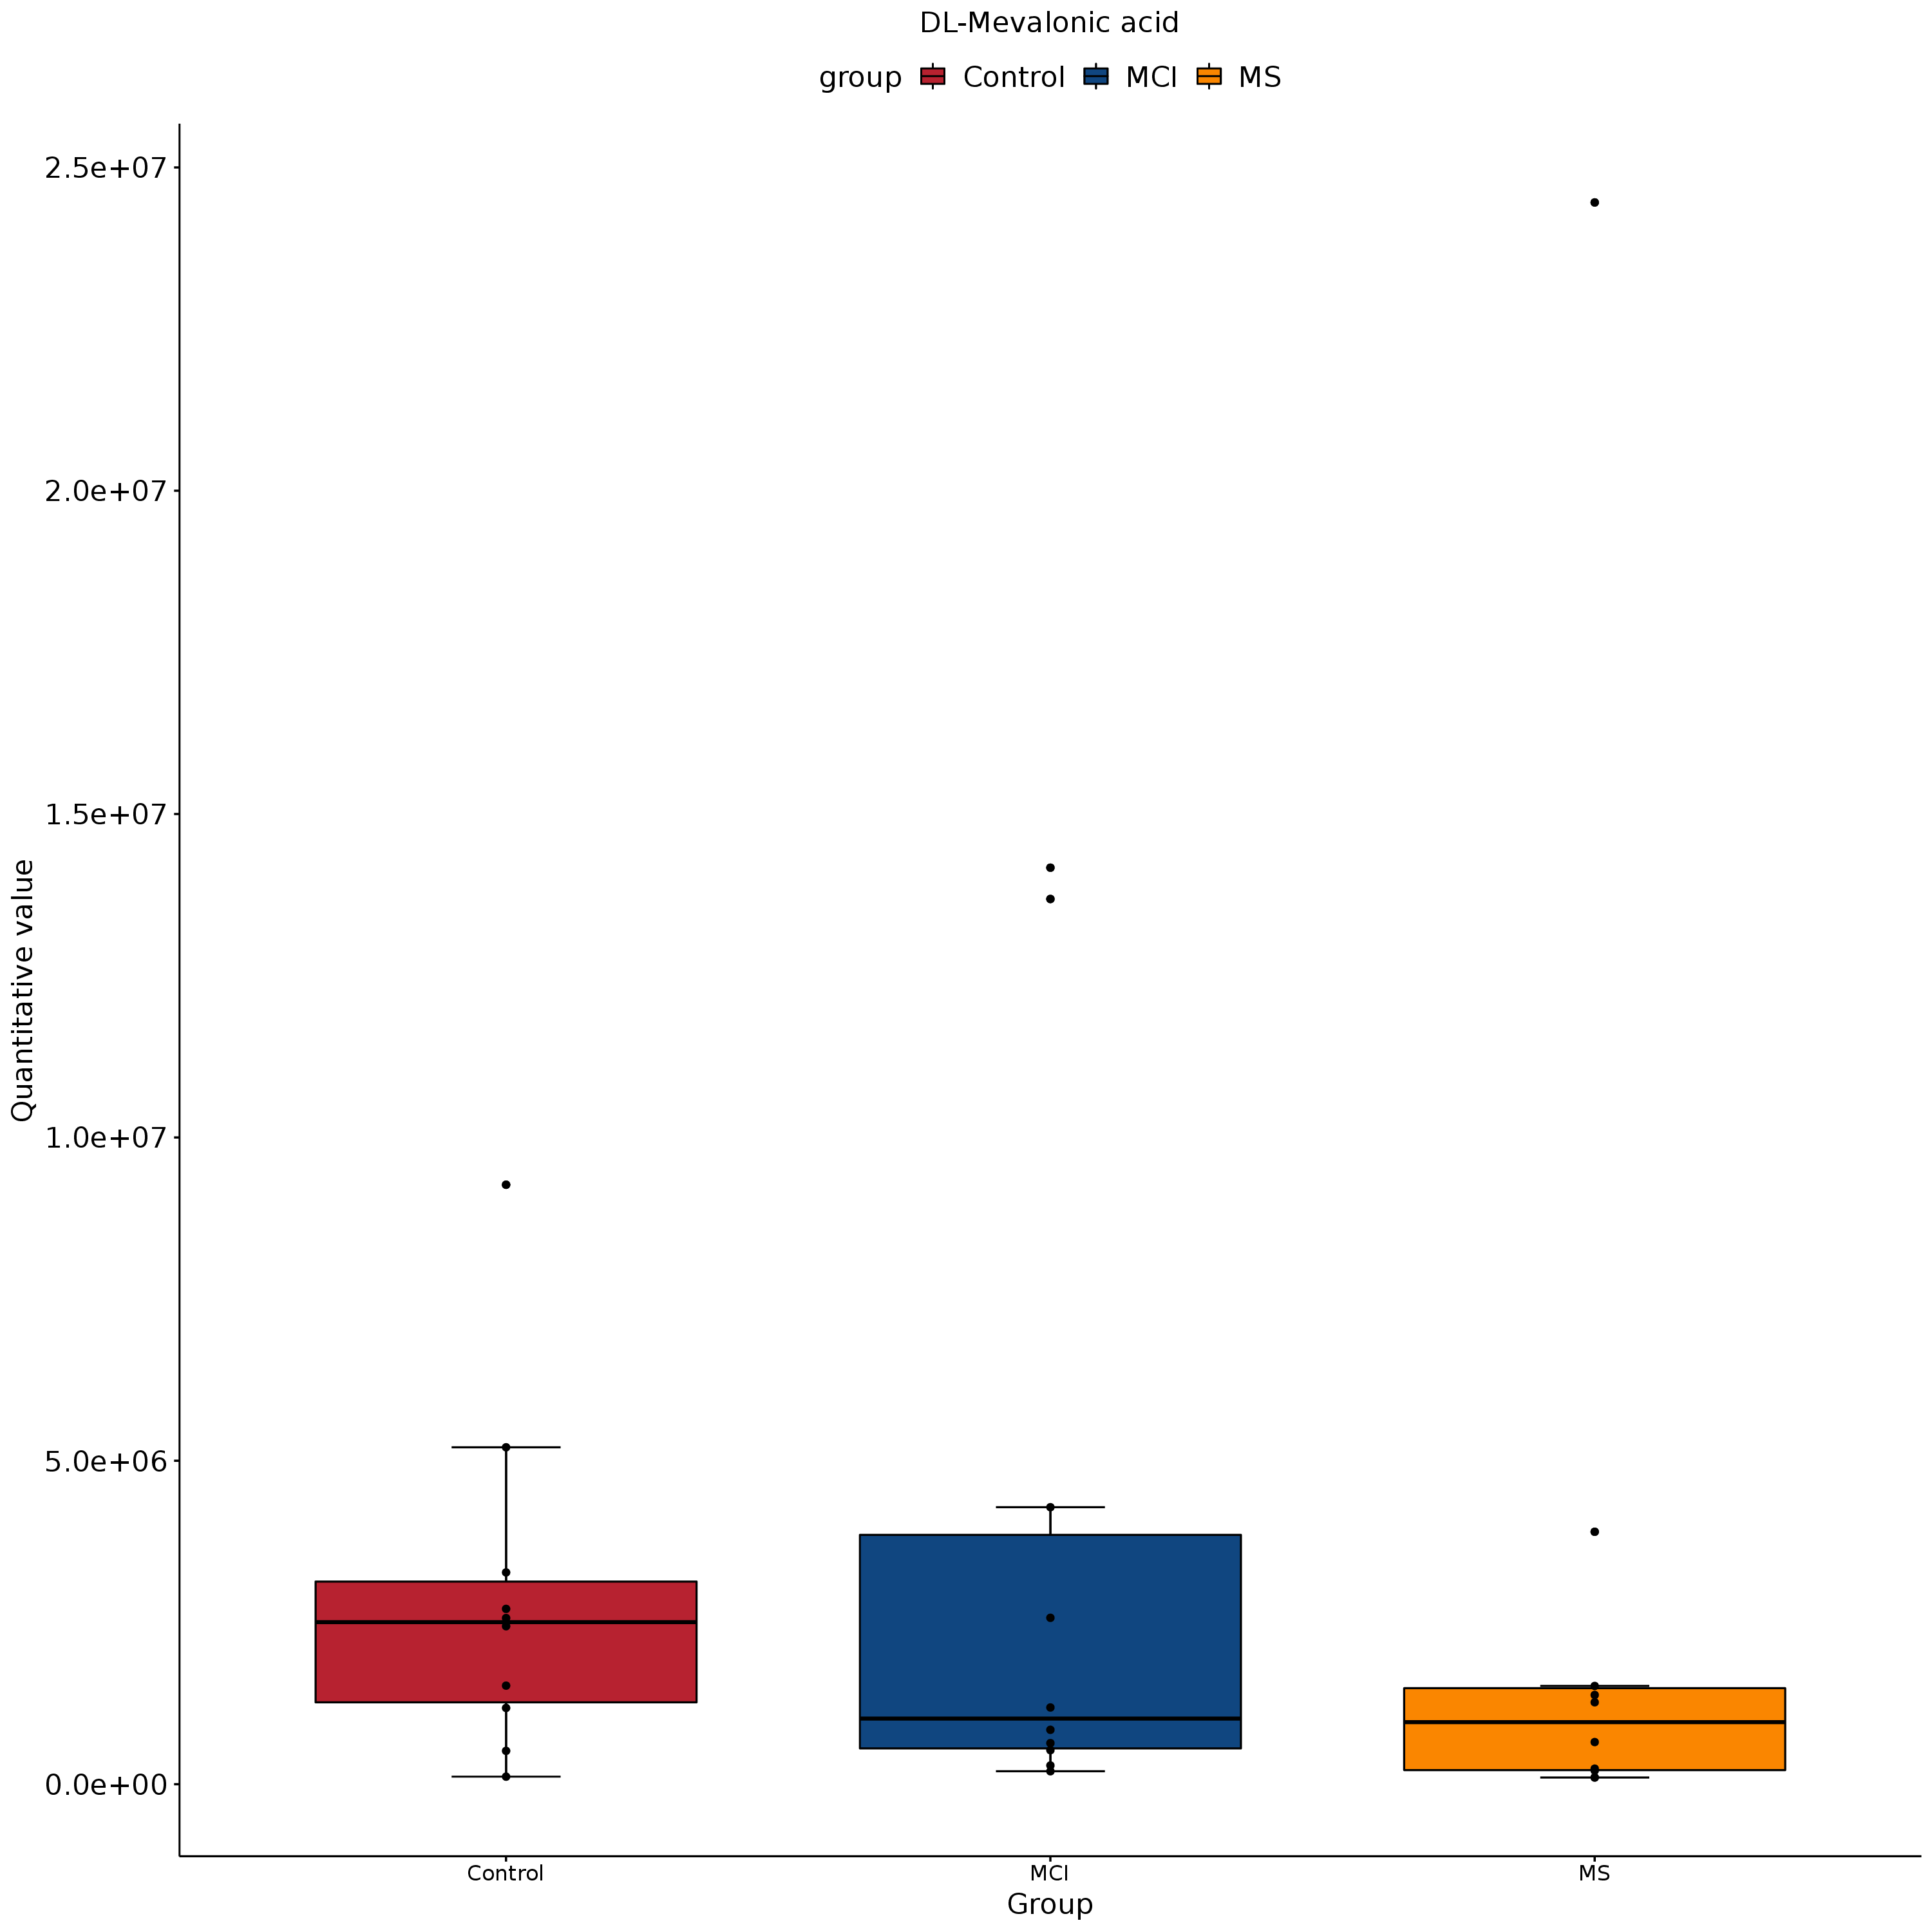 DL-Mevalonic acid
group Control MCI MS
2.5e+07
2.0e+07
1.5e+07
1.0e+07
5.0e+06
0.0e+00
Quantitative value
Control MCI MS
Group